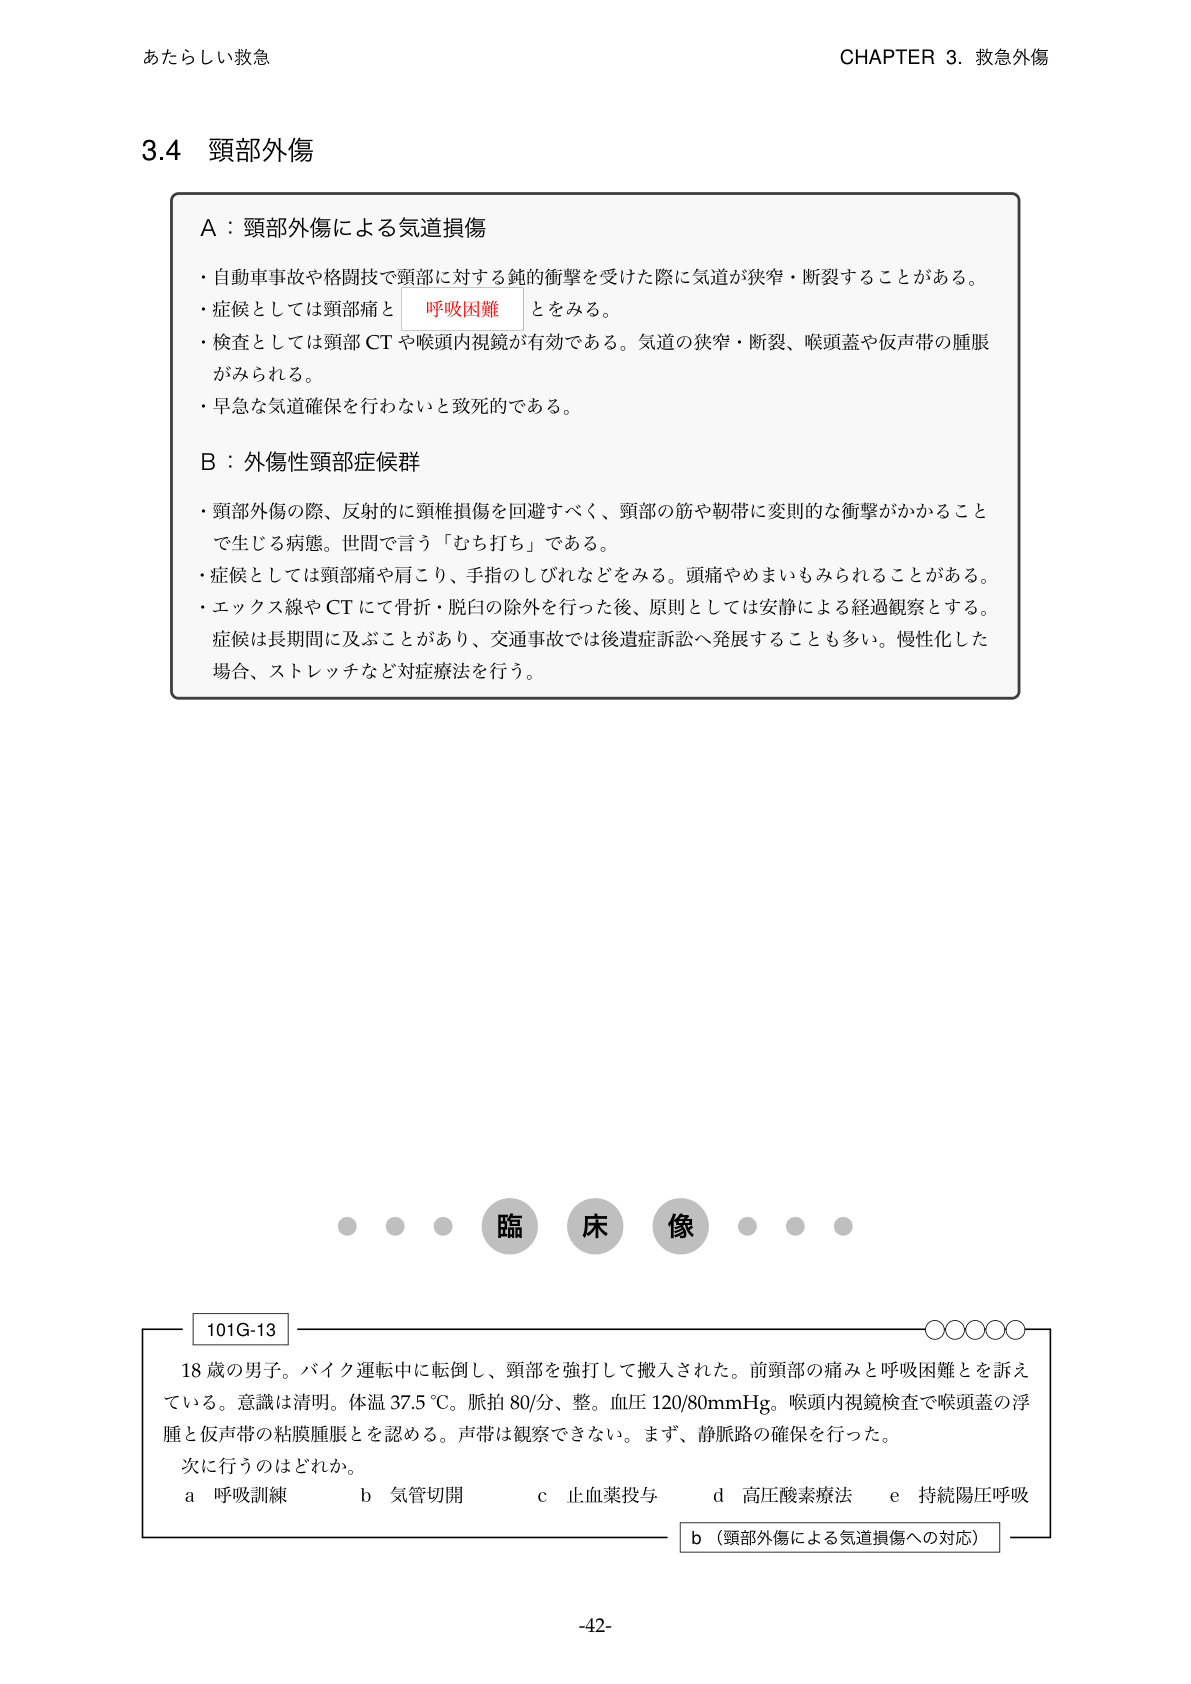 あたらしい救急
CHAPTER 3. 救急外傷
3.4 頸部外傷
A：頸部外傷による気道損傷
・自動車事故や格闘技で頸部に対する鈍的衝撃を受けた際に気道が狭窄・断裂することがある。
・症候としては頸部痛と 呼吸困難 とをみる。
・検査としては頸部 CT や喉頭内視鏡が有効である。気道の狭窄・断裂、喉頭蓋や仮声帯の腫脹
がみられる。
・早急な気道確保を行わないと致死的である。
B：外傷性頸部症候群
・頸部外傷の際、反射的に頸椎損傷を回避すべく、頸部の筋や靭帯に変則的な衝撃がかかること
で生じる病態。世間で言う「むち打ち」である。
・症候としては頸部痛や肩こり、手指のしびれなどをみる。頭痛やめまいもみられることがある。
・エックス線や CT にて骨折・脱臼の除外を行った後、原則としては安静による経過観察とする。
症候は長期間に及ぶことがあり、交通事故では後遺症訴訟へ発展することも多い。慢性化した
場合、ストレッチなど対症療法を行う。
臨床像
101G-13
18 歳の男子。バイク運転中に転倒し、頸部を強打して搬入された。前頸部の痛みと呼吸困難とを訴え
ている。意識は清明。体温 37.5 ℃。脈拍 80/分、整。血圧 120/80mmHg。喉頭内視鏡検査で喉頭蓋の浮
腫と仮声帯の粘膜腫脹とを認める。声帯は観察できない。まず、静脈路の確保を行った。
次に行うのはどれか。
a 呼吸訓練 b 気管切開 c 止血薬投与 d 高圧酸素療法 e 持続陽圧呼吸
b（頸部外傷による気道損傷への対応）
-42-